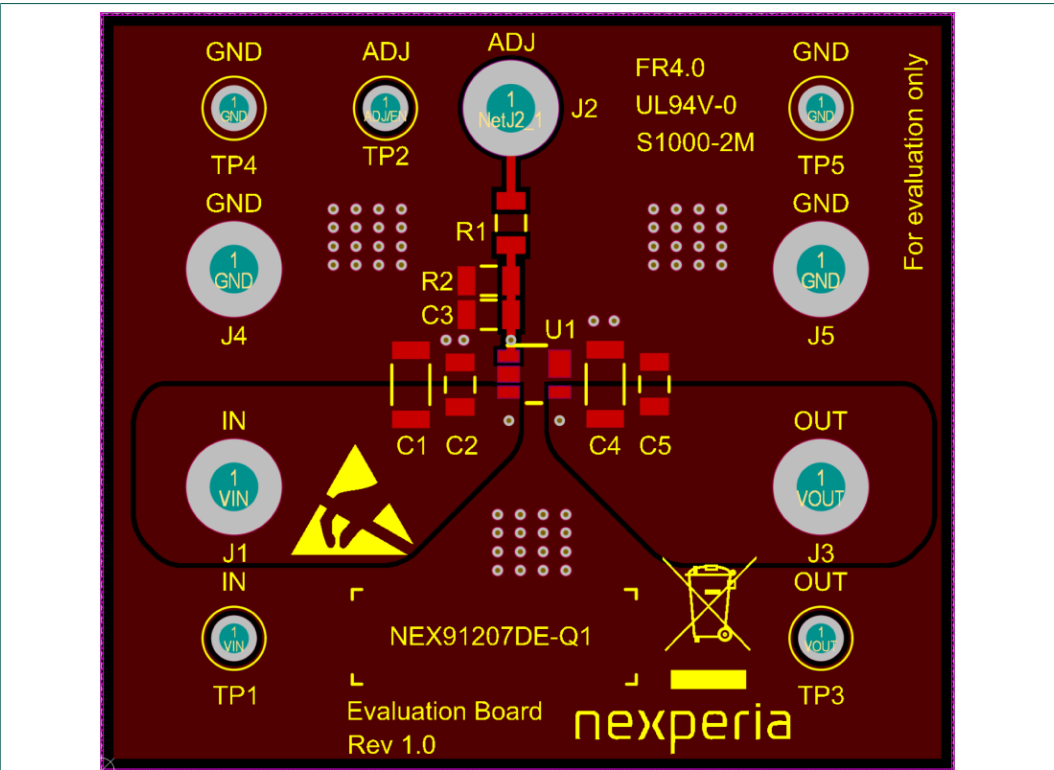 GND
ADJ
ADJ
GND
FR4.0
UL94V-0
S1000-2M
For evaluation only
1
GND
1
ADJ/EN
1
NetJ2_1
J2
1
GND
TP4
TP2
TP5
GND
GND
R1
1
GND
1
GND
R2
C3
J4
U1
J5
IN
C1
C2
C4
C5
OUT
1
VIN
1
VOUT
J1
J3
IN
OUT
1
VIN
NEX91207DE-Q1
1
VOUT
TP1
TP3
Evaluation Board
Rev 1.0
nexperia